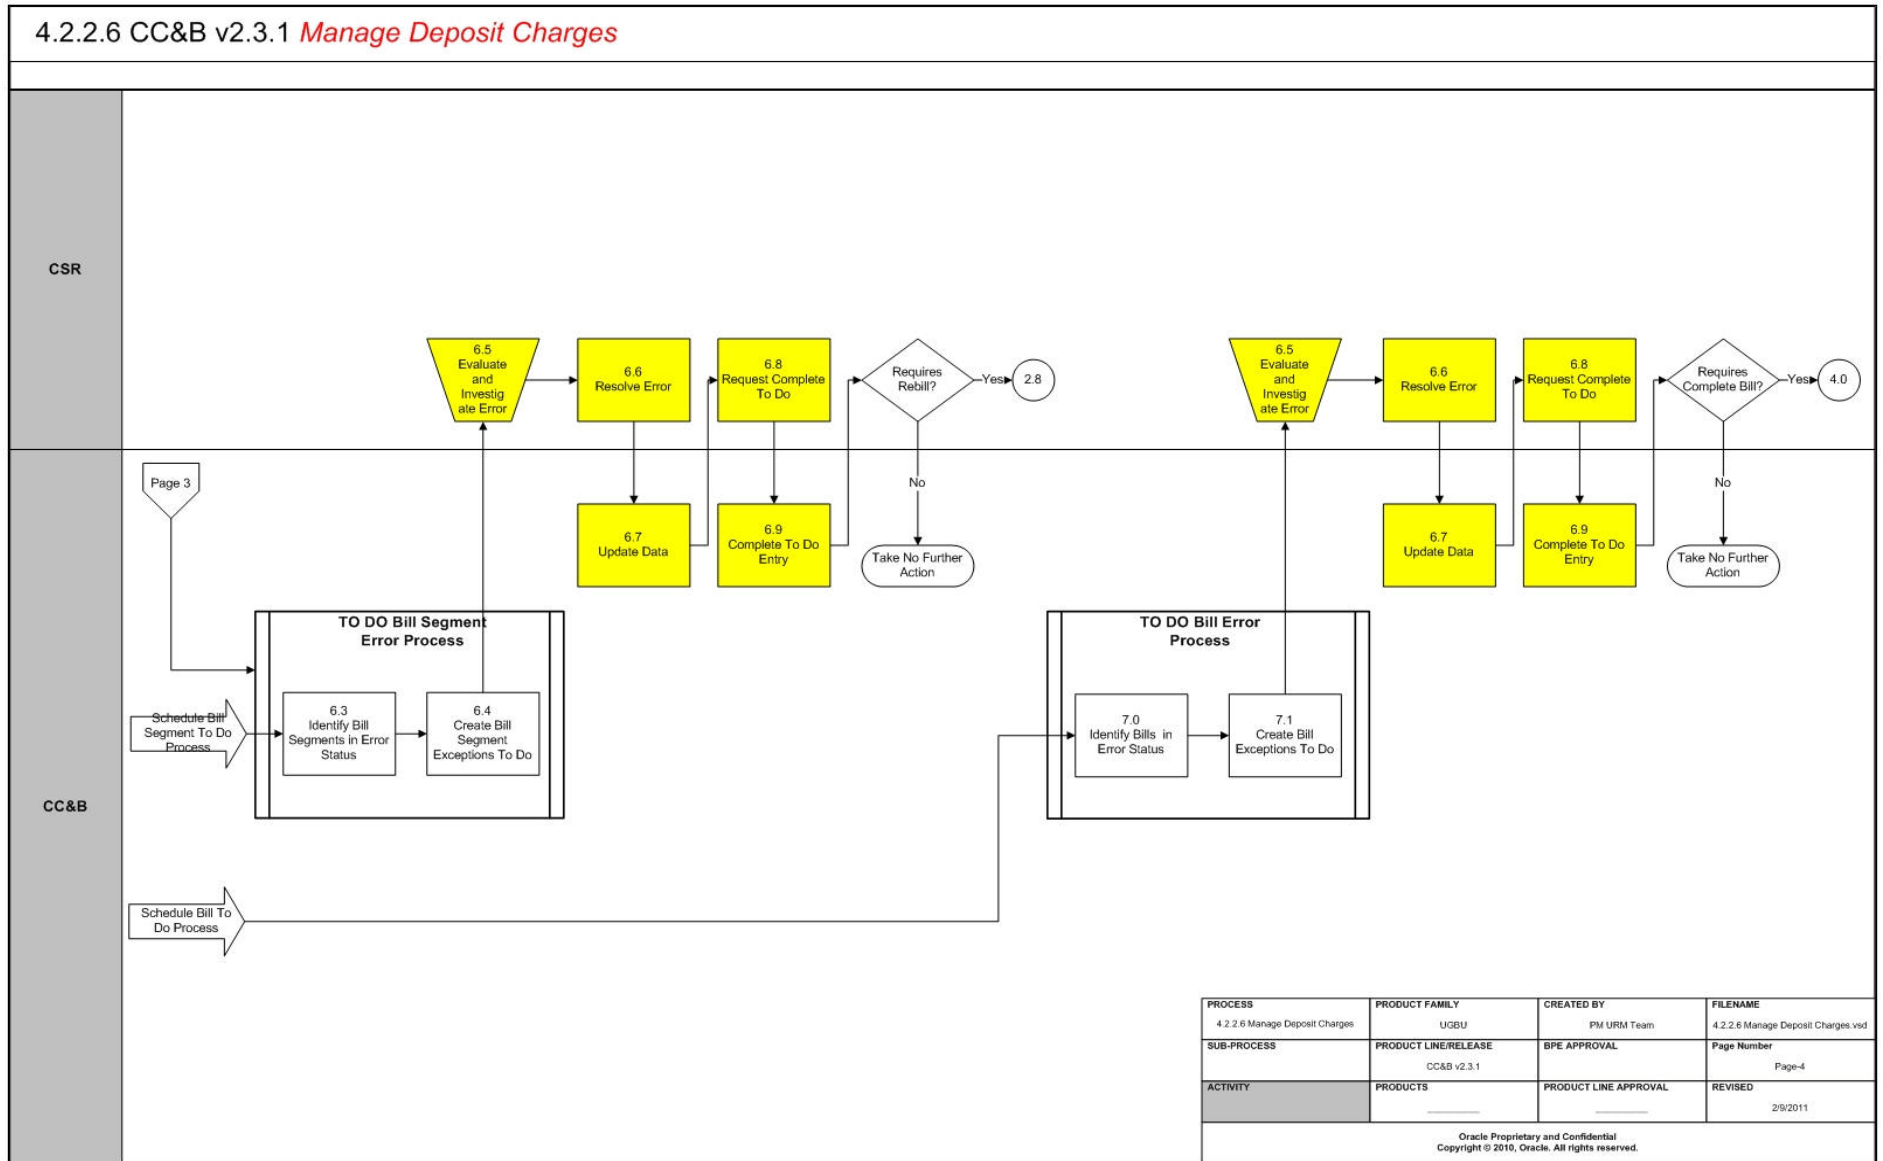 4.2.2.6 CC&B v2.3.1 Manage Deposit Charges
CSR
6.5
Evaluate
and
Investig
ate Error
6.6
Resolve Error
6.8
Request Complete
To Do
Requires
Rebill?
Yes
2.8
6.5
Evaluate
and
Investig
ate Error
6.6
Resolve Error
6.8
Request Complete
To Do
Requires
Complete Bill?
Yes
4.0
CC&B
Page 3
6.7
Update Data
6.9
Complete To Do
Entry
No
Take No Further
Action
6.7
Update Data
6.9
Complete To Do
Entry
No
Take No Further
Action
TO DO Bill Segment
Error Process
Schedule Bill
Segment To Do
Process
6.3
Identify Bill
Segments in Error
Status
6.4
Create Bill
Segment
Exceptions To Do
TO DO Bill Error
Process
7.0
Identify Bills in
Error Status
7.1
Create Bill
Exceptions To Do
Schedule Bill To
Do Process
PROCESS
4.2.2.6 Manage Deposit Charges
PRODUCT FAMILY
UGBU
CREATED BY
PM URM Team
FILENAME
4.2.2.6 Manage Deposit Charges.vsd
SUB-PROCESS
PRODUCT LINE/RELEASE
CC&B v2.3.1
BPE APPROVAL
Page Number
Page-4
ACTIVITY
PRODUCTS
PRODUCT LINE APPROVAL
REVISED
2/9/2011
Oracle Proprietary and Confidential
Copyright © 2010, Oracle. All rights reserved.